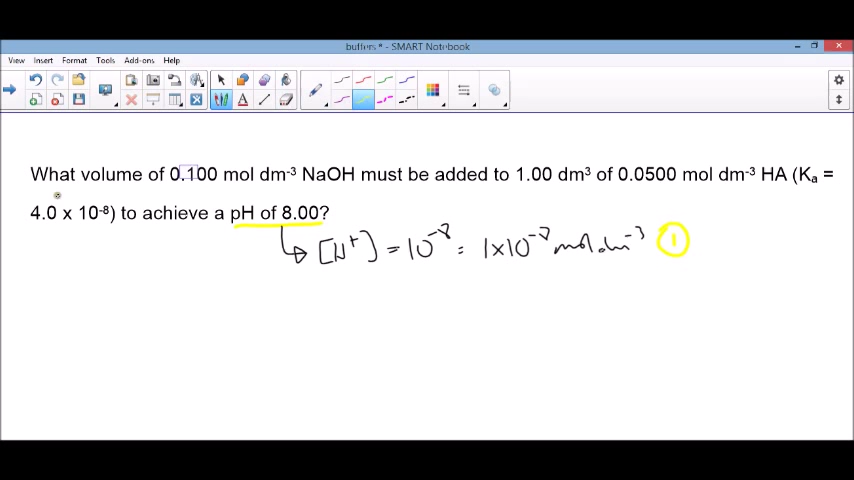 buffers * - SMART Notebook
View Insert Format Tools Add-ons Help
What volume of 0.100 mol dm-3 NaOH must be added to 1.00 dm³ of 0.0500 mol dm-3 HA (Kₐ =
4.0 x 10-8) to achieve a pH of 8.00?
[H⁺] = 10⁻⁸ = 1×10⁻⁸ mol dm⁻³ 1